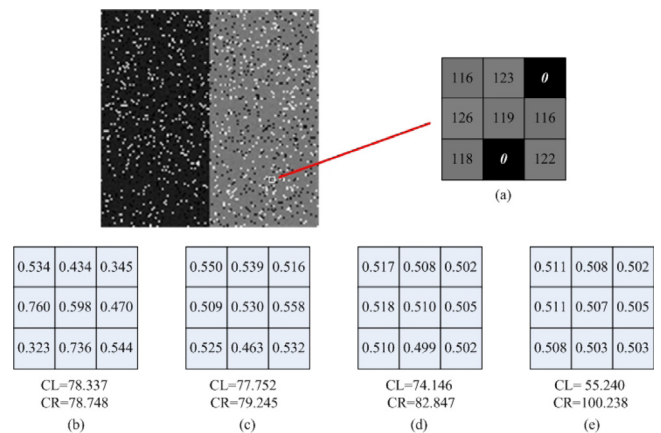 116 123 0
126 119 116
118 0 122
(a)
0.534 0.434 0.345
0.760 0.598 0.470
0.323 0.736 0.544
CL=78.337
CR=78.748
(b)
0.550 0.539 0.516
0.509 0.530 0.558
0.525 0.463 0.532
CL=77.752
CR=79.245
(c)
0.517 0.508 0.502
0.518 0.510 0.505
0.510 0.499 0.502
CL=74.146
CR=82.847
(d)
0.511 0.508 0.502
0.511 0.507 0.505
0.508 0.503 0.503
CL= 55.240
CR=100.238
(e)